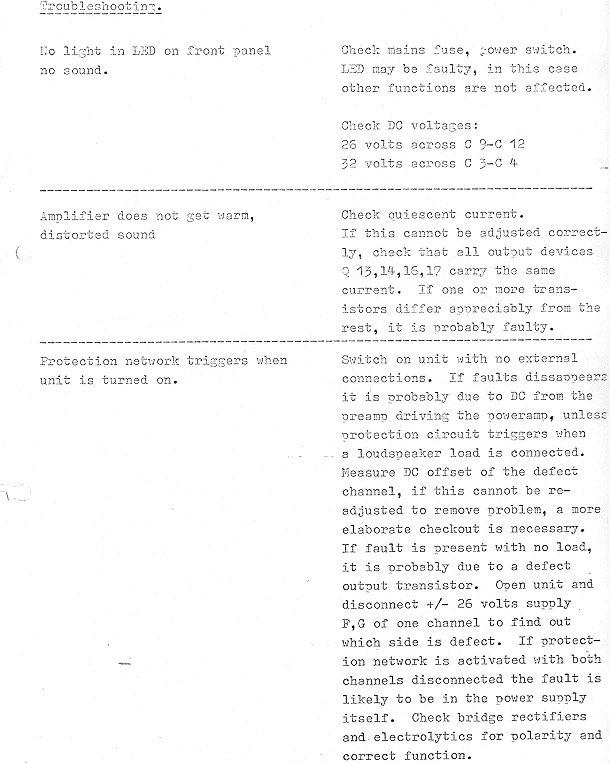 Troubleshooting.
No light in LED on front panel
no sound.
Check mains fuse, power switch.
LED may be faulty, in this case
other functions are not affected.
Check DC voltages:
26 volts across C 9-C 12
32 volts across C 3-C 4
Amplifier does not get warm,
distorted sound
Check quiescent current.
If this cannot be adjusted correct-
ly, check that all output devices
Q 13,14,16,17 carry the same
current. If one or more trans-
istors differ appreciably from the
rest, it is probably faulty.
Protection network triggers when
unit is turned on.
Switch on unit with no external
connections. If faults dissappears
it is probably due to DC from the
preamp driving the poweramp, unless
protection circuit triggers when
a loudspeaker load is connected.
Measure DC offset of the defect
channel, if this cannot be re-
adjusted to remove problem, a more
elaborate checkout is necessary.
If fault is present with no load,
it is probably due to a defect
output transistor. Open unit and
disconnect +/- 26 volts supply
F,G of one channel to find out
which side is defect. If protect-
ion network is activated with both
channels disconnected the fault is
likely to be in the power supply
itself. Check bridge rectifiers
and electrolytics for polarity and
correct function.